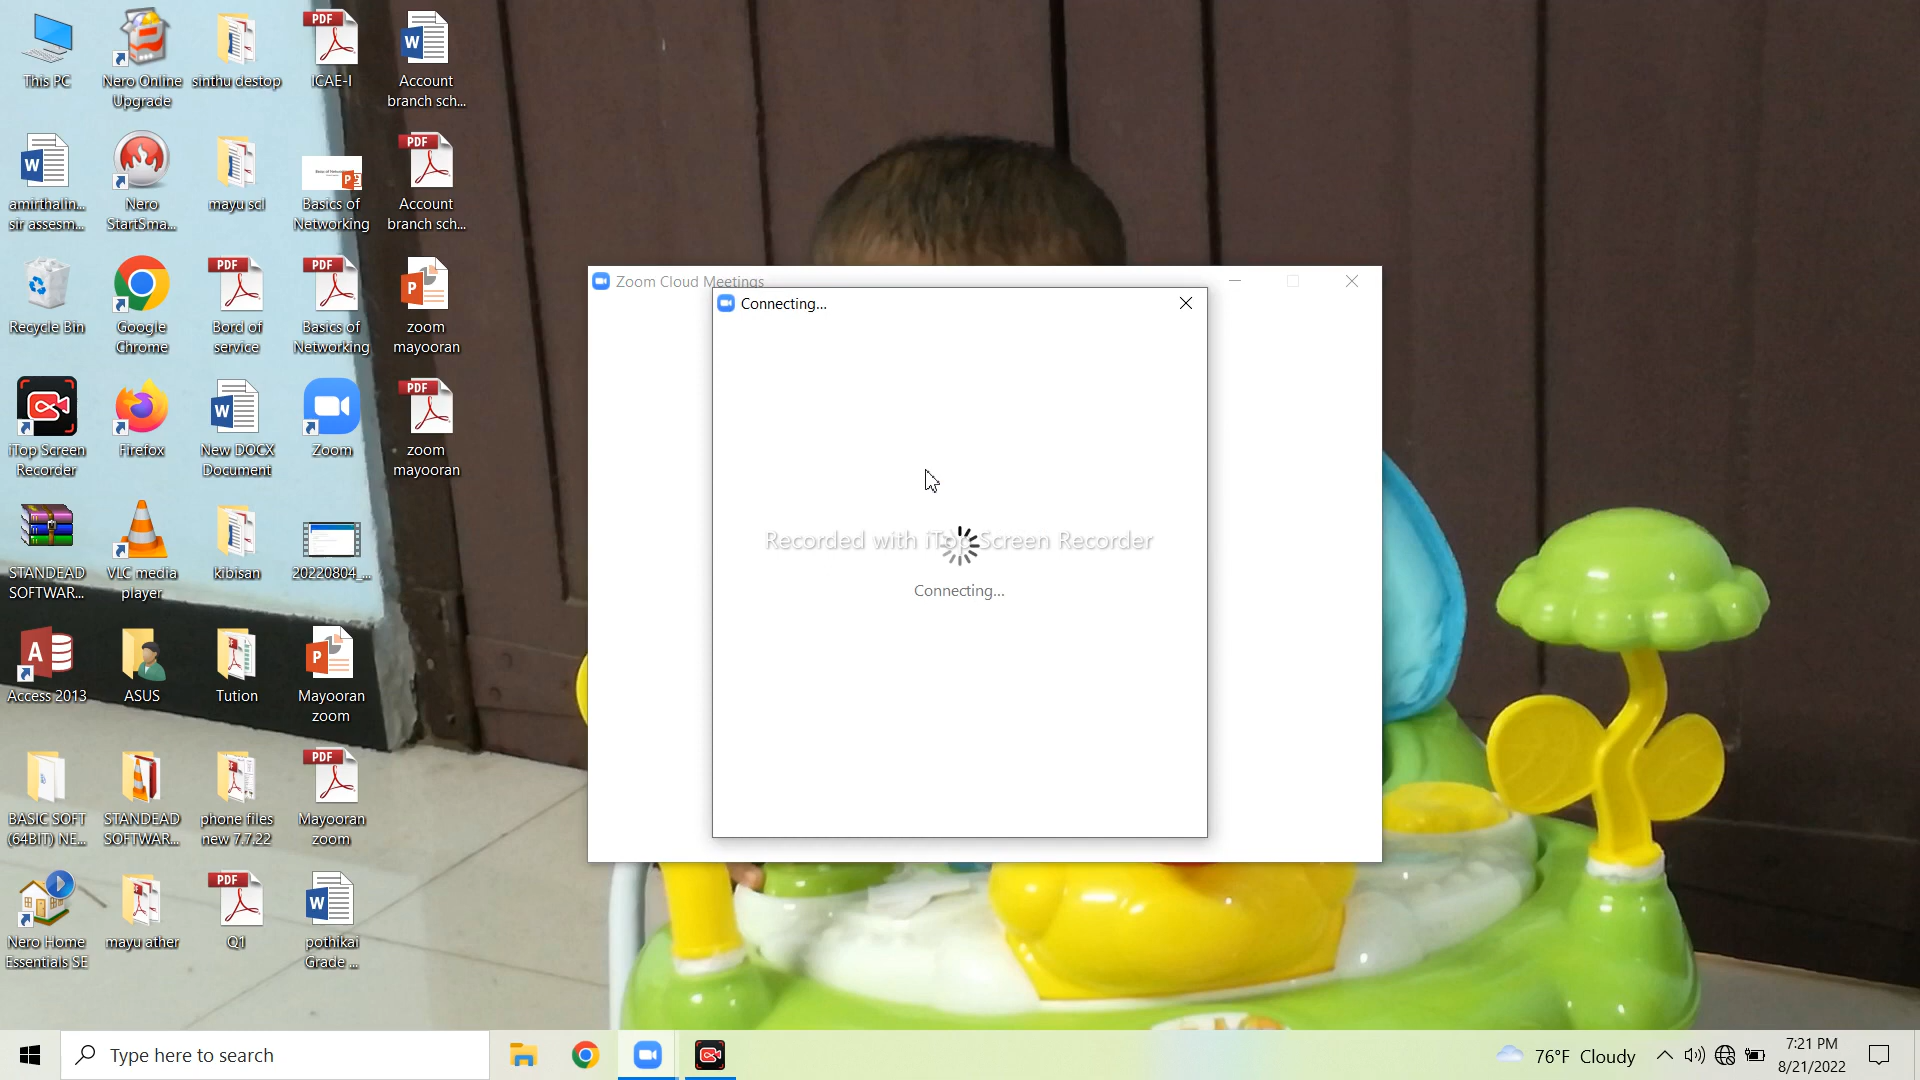 This PC
Nero Online
Upgrade
sinthu destop
ICAE-I
Account
branch sch...
amirtha.lin...
sir assesm...
Nero
StartSma...
mayu scl
Basics of
Networking
Account
branch sch...
Recycle Bin
Google
Chrome
Bord of
service
Basics of
Networking
zoom
mayooran
iTop Screen
Recorder
Firefox
New DOCX
Document
Zoom
zoom
mayooran
STANDEAD
SOFTWAR...
VLC media
player
kibisan
20220804_...
Access 2013
ASUS
Tution
Mayooran
zoom
BASIC SOFT
(64BIT) NE...
STANDEAD
SOFTWAR...
phone files
new 7.7.22
Mayooran
zoom
Nero Home
Essentials SE
mayu ather
Q1
pothikai
Grade ...
Zoom Cloud Meetings
Connecting...
Recorded with iTop Screen Recorder
Connecting...
Type here to search
76°F Cloudy
7:21 PM
8/21/2022